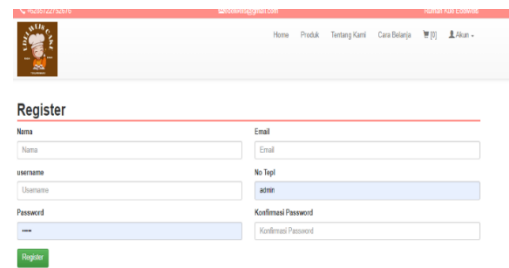 Home Produk Tentang Kami Cara Belanja [0] Akun
Register
Nama Email
Nama Email
username No Tepl
Username admin
Password Konfirmasi Password
Konfirmasi Password
Register